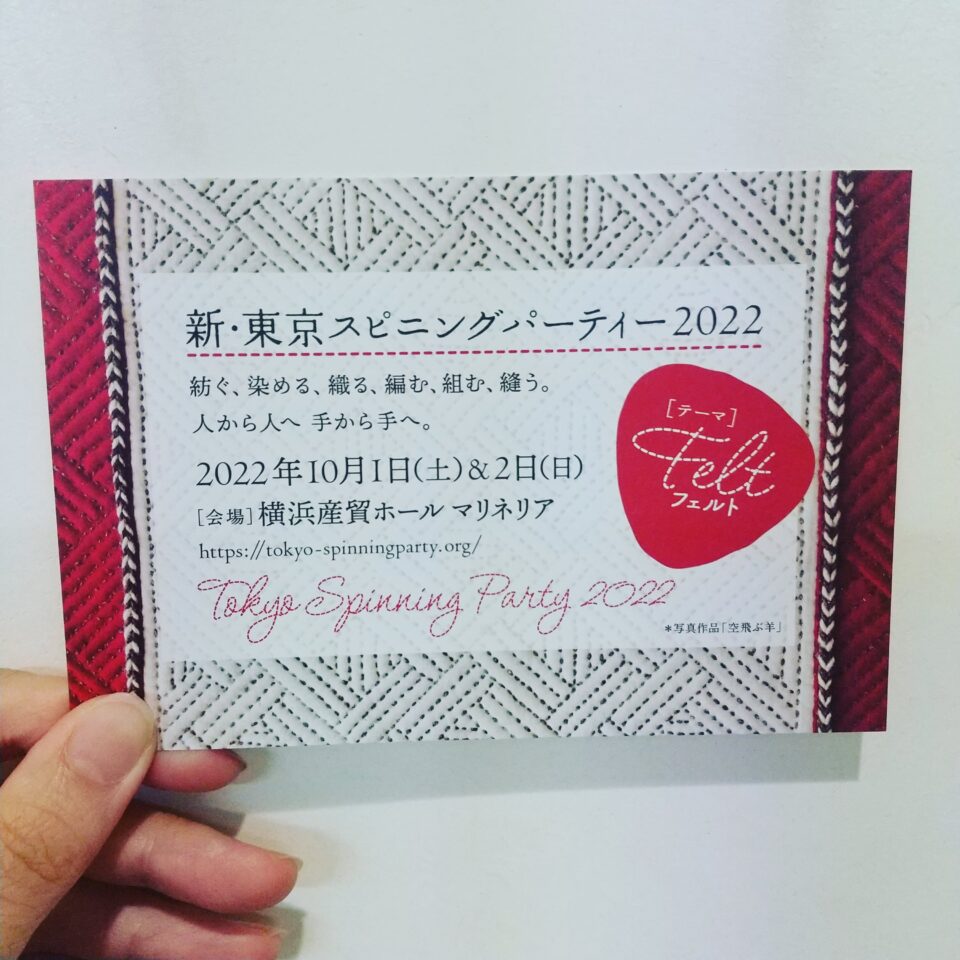 新・東京スピニングパーティー2022
紡ぐ、染める、織る、編む、組む、縫う。
人から人へ 手から手へ。
2022年10月1日(土)&2日(日)
[会場]横浜産貿ホール マリネリア
https://tokyo-spinningparty.org/
Tokyo Spinning Party 2022
[テーマ]
Felt
フェルト
*写真作品「空飛ぶ羊」